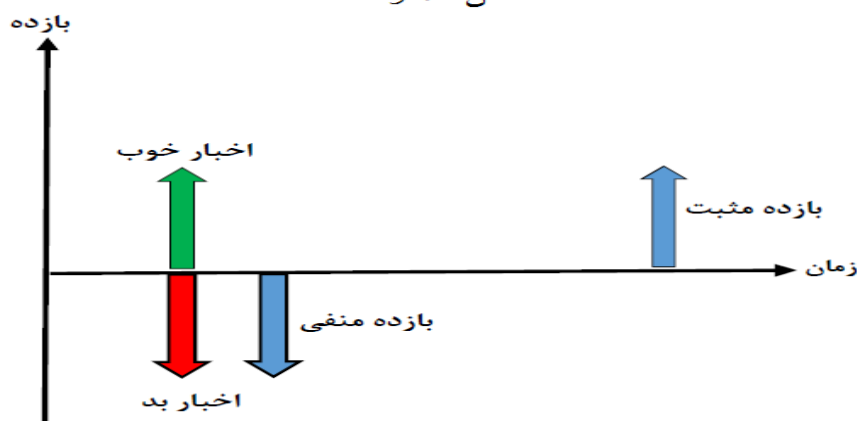 بازده
اخبار خوب
بازده مثبت
زمان
بازده منفی
اخبار بد